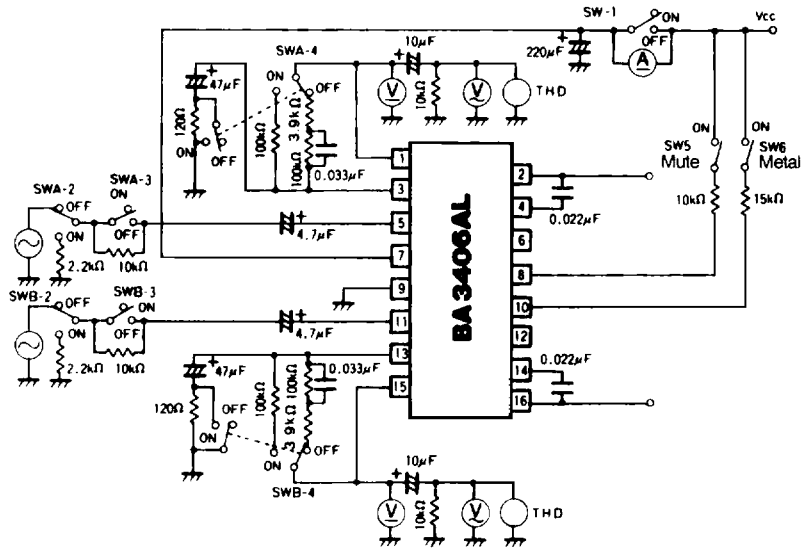 SW-1
ON
OFF
Vcc
A
220μF
+
SWA-4
10μF
+
47μF
+
ON
OFF
120Ω
ON
OFF
100kΩ
3.9kΩ
100kΩ
0.033μF
V
10kΩ
V
THD
ON
SW5
Mute
ON
SW6
Metal
10kΩ
15kΩ
SWA-2
OFF
ON
SWA-3
ON
OFF
2.2kΩ
10kΩ
+
4.7μF
SWB-2
OFF
ON
SWB-3
ON
OFF
2.2kΩ
10kΩ
+
4.7μF
BA3406AL
1
3
5
7
9
11
13
15
2
4
6
8
10
12
14
16
0.022μF
0.022μF
47μF
+
120Ω
OFF
ON
100kΩ
100kΩ
3.9kΩ
0.033μF
ON
OFF
SWB-4
10μF
+
V
10kΩ
V
THD